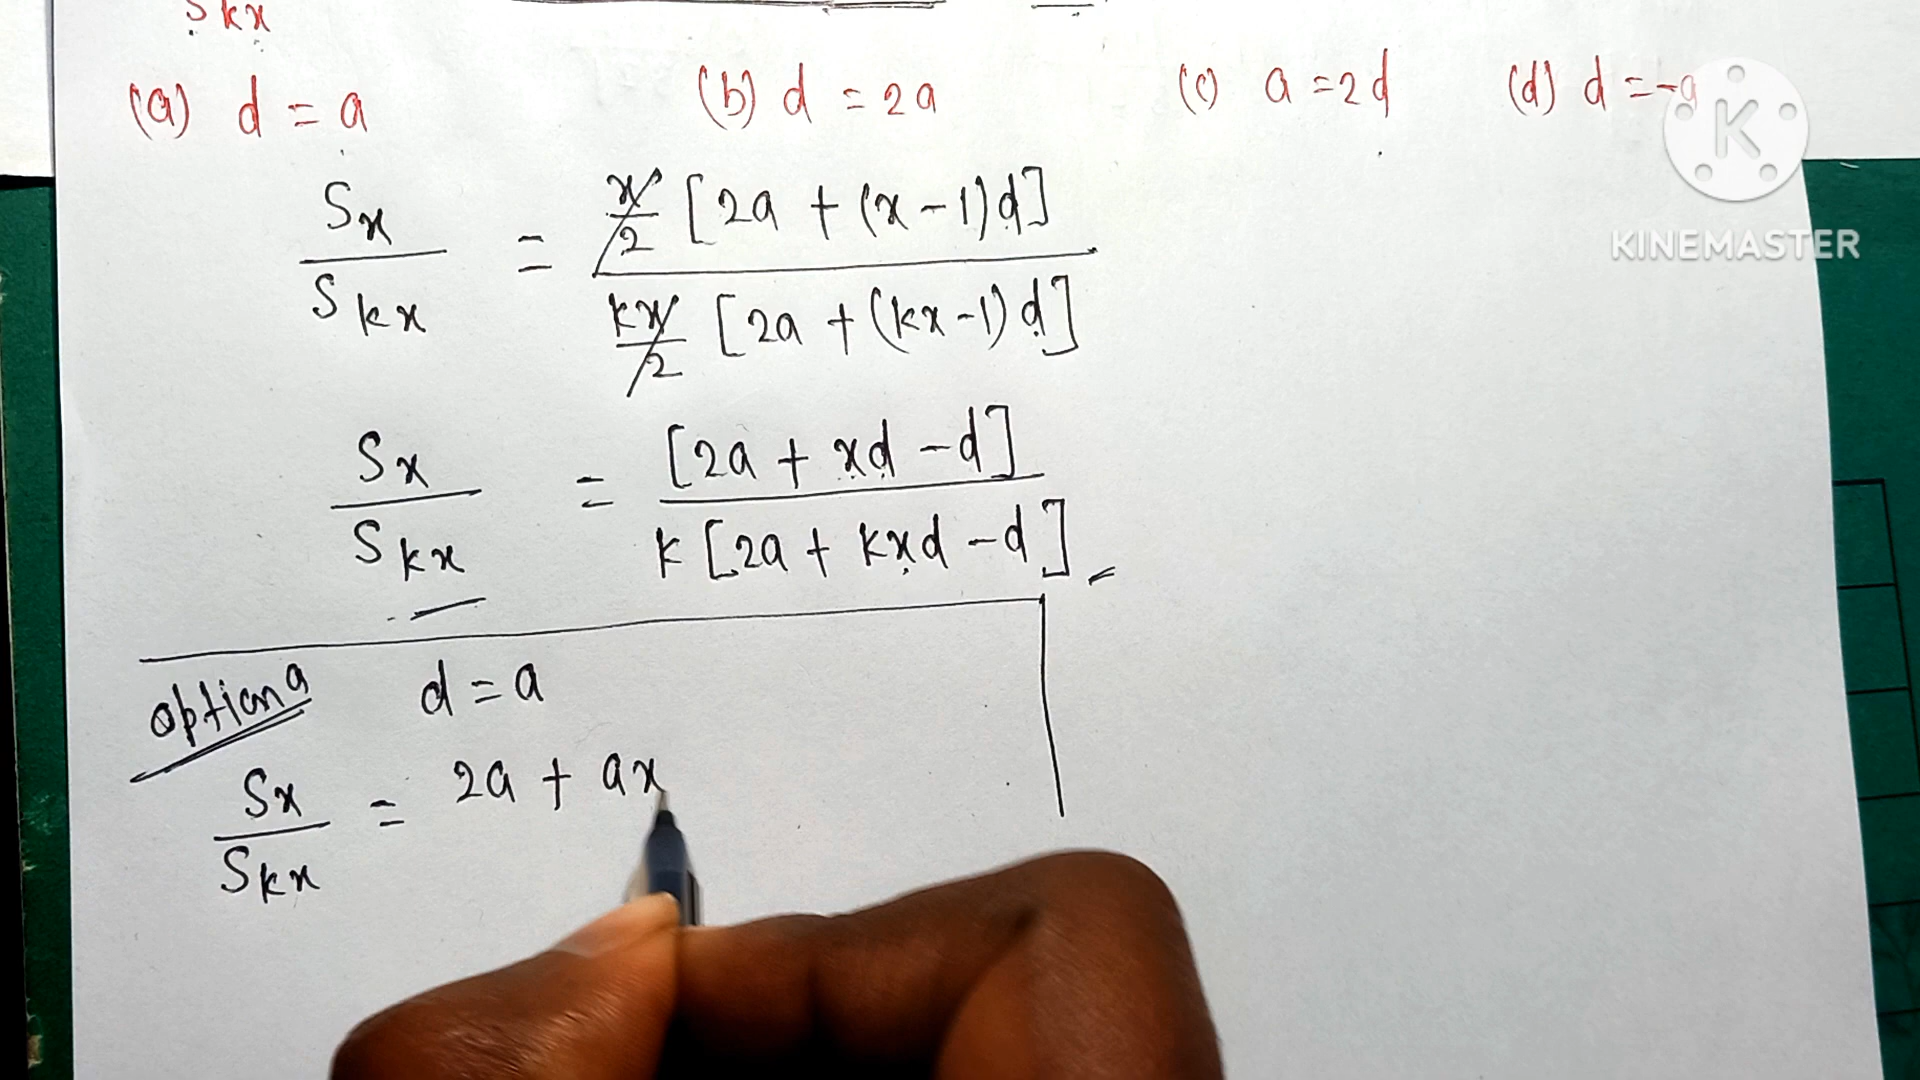 S kx
(a) d = a (b) d = 2a (c) a = 2d (d) d = -a
Sx / Skx = x/2 [2a + (x - 1)d] / kx/2 [2a + (kx - 1)d]
Sx / Skx = [2a + xd - d] / k [2a + kxd - d]
option a d = a
Sx / Skx = 2a + ax
K
KINEMASTER